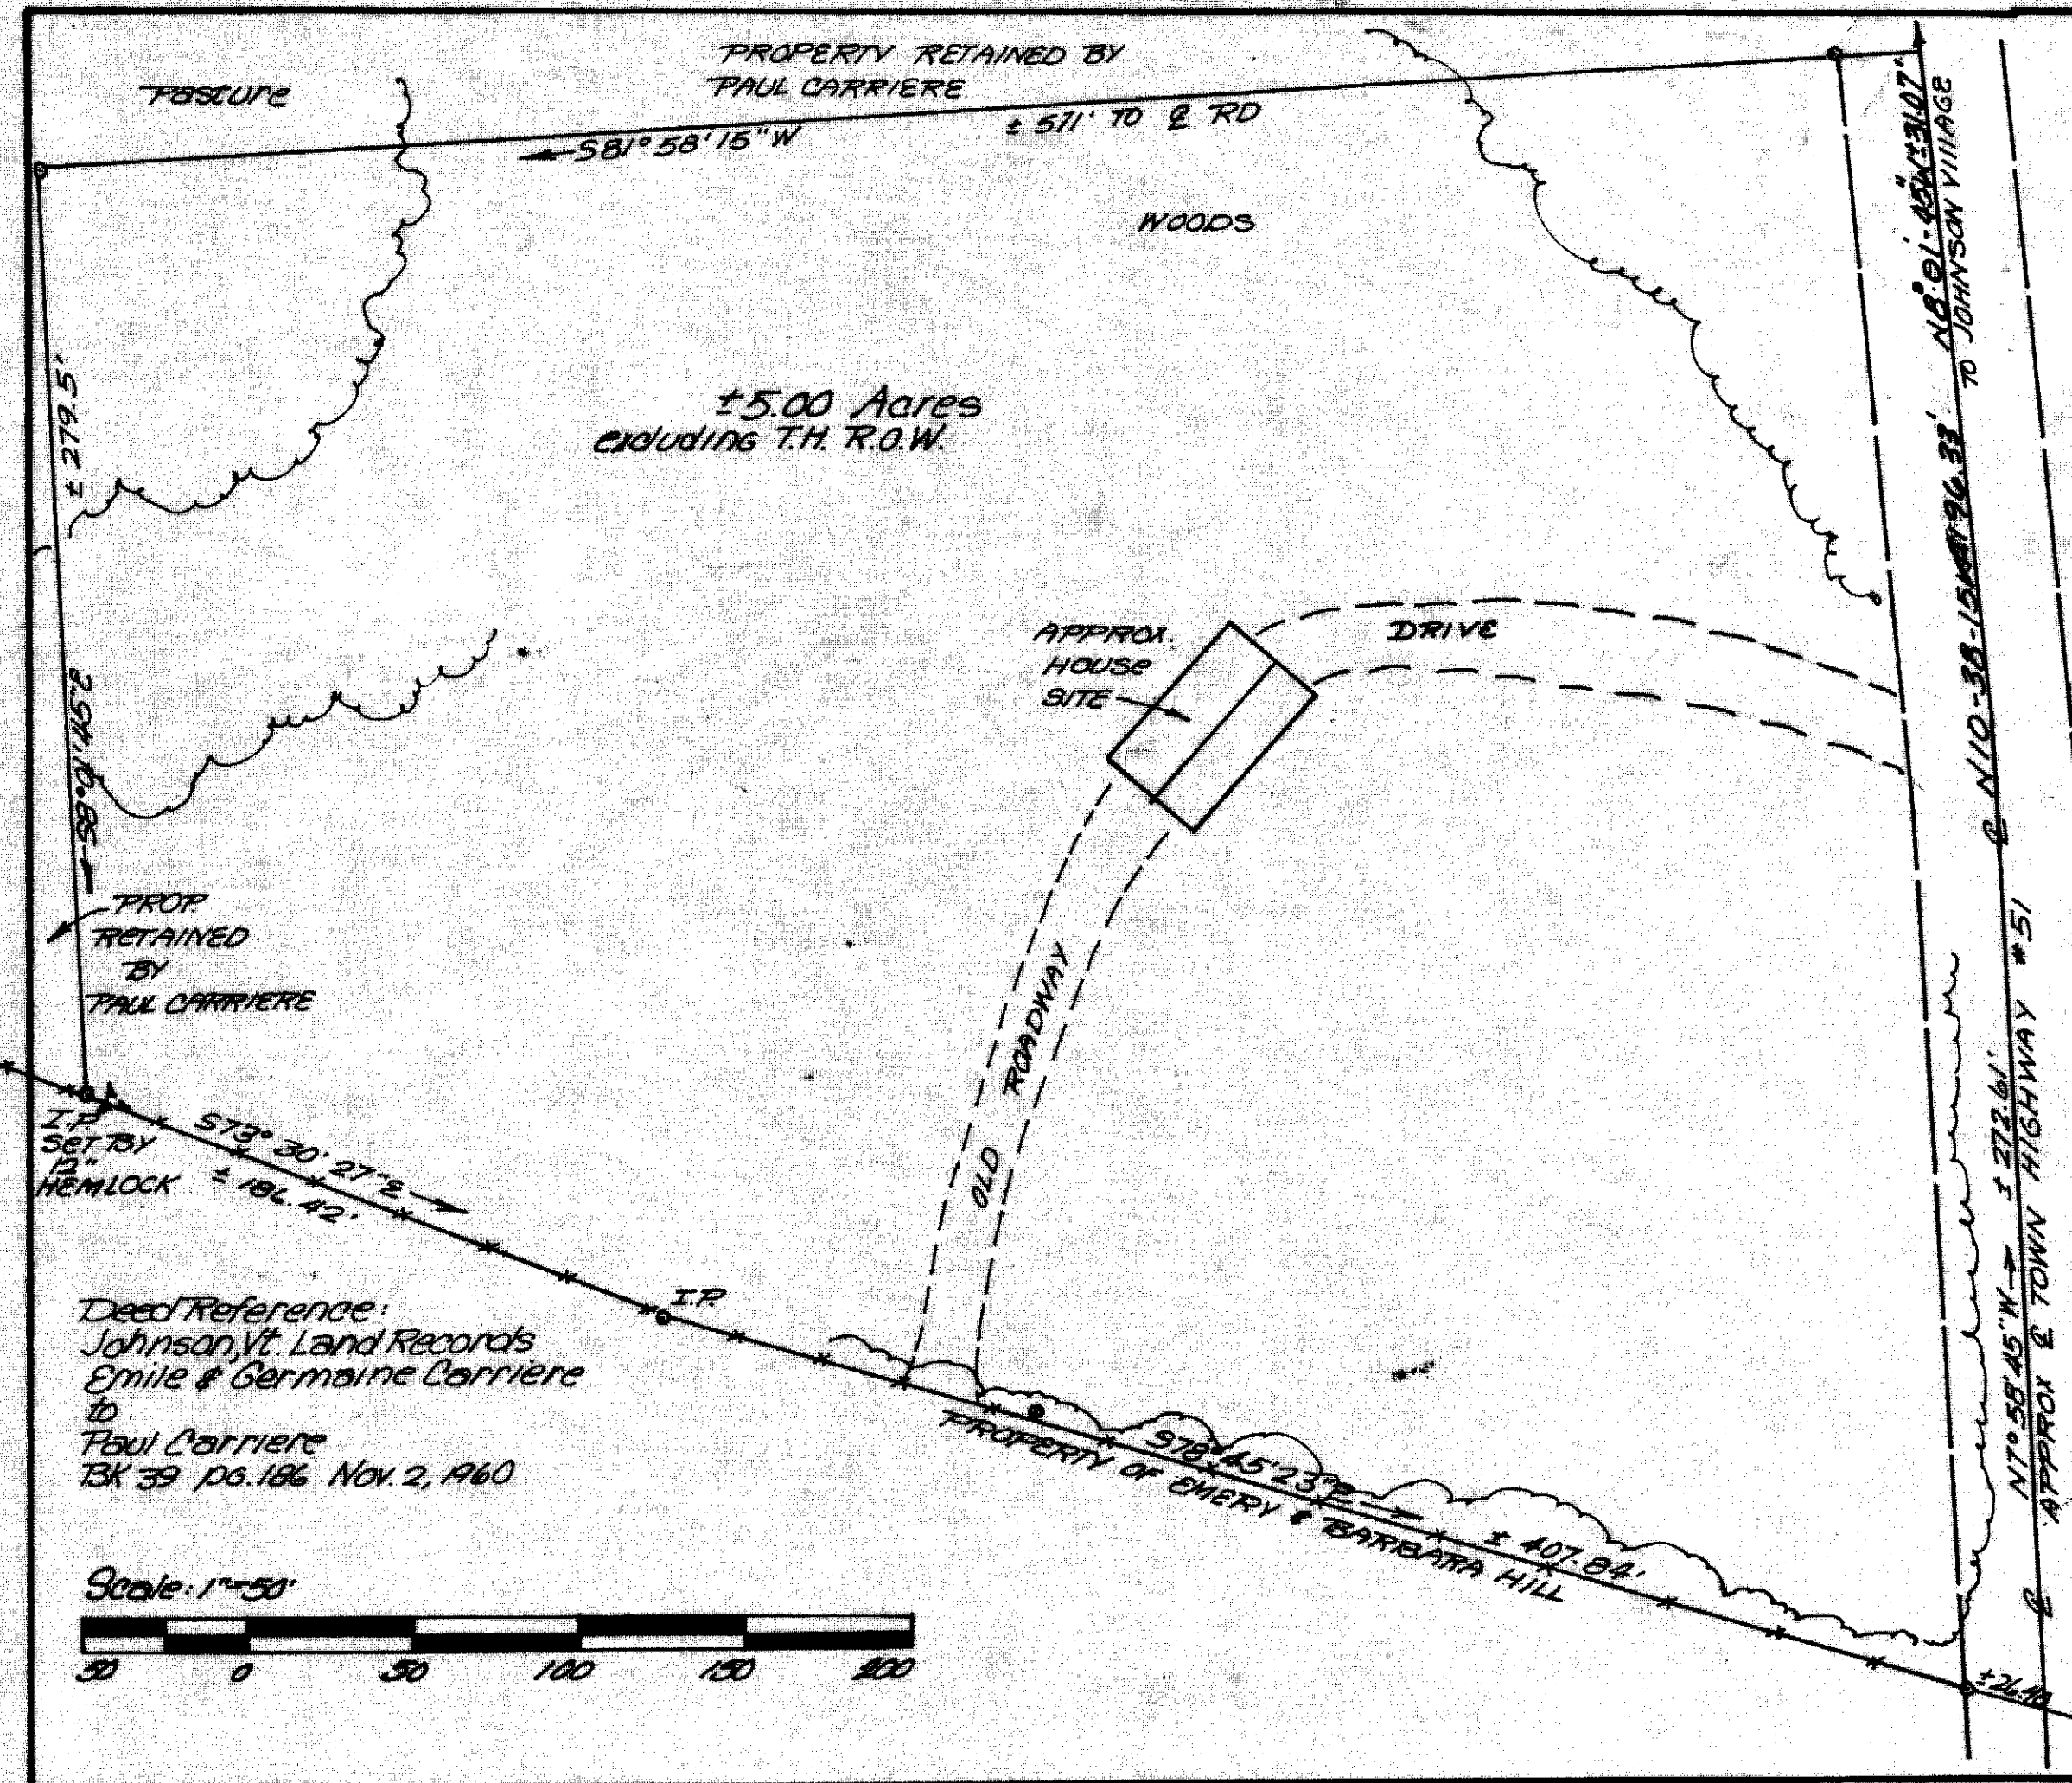 Pasture
PROPERTY RETAINED BY
PAUL CARRIERE
S81° 58' 15" W
± 571' TO ℄ RD
WOODS
TO JOHNSON VILLAGE
± 279.5'
±5.00 Acres
excluding T.H. R.O.W.
APPROX.
HOUSE
SITE
DRIVE
PROP.
RETAINED
BY
PAUL CARRIERE
OLD ROADWAY
I.P.
SET BY
HEMLOCK
S73° 30' 27" E
± 186.42'
I.P.
N7° 58' 45" W ± 272.61'
APPROX ℄ TOWN HIGHWAY #51
Deed Reference:
Johnson, Vt. Land Records
Emile & Germaine Carriere
to
Paul Carriere
BK 39 pg. 186 Nov. 2, 1960
S78° 45' 23" E
± 407.84'
PROPERTY OF EMERY & BARBARA HILL
Scale: 1"=50'
50 0 50 100 150 200